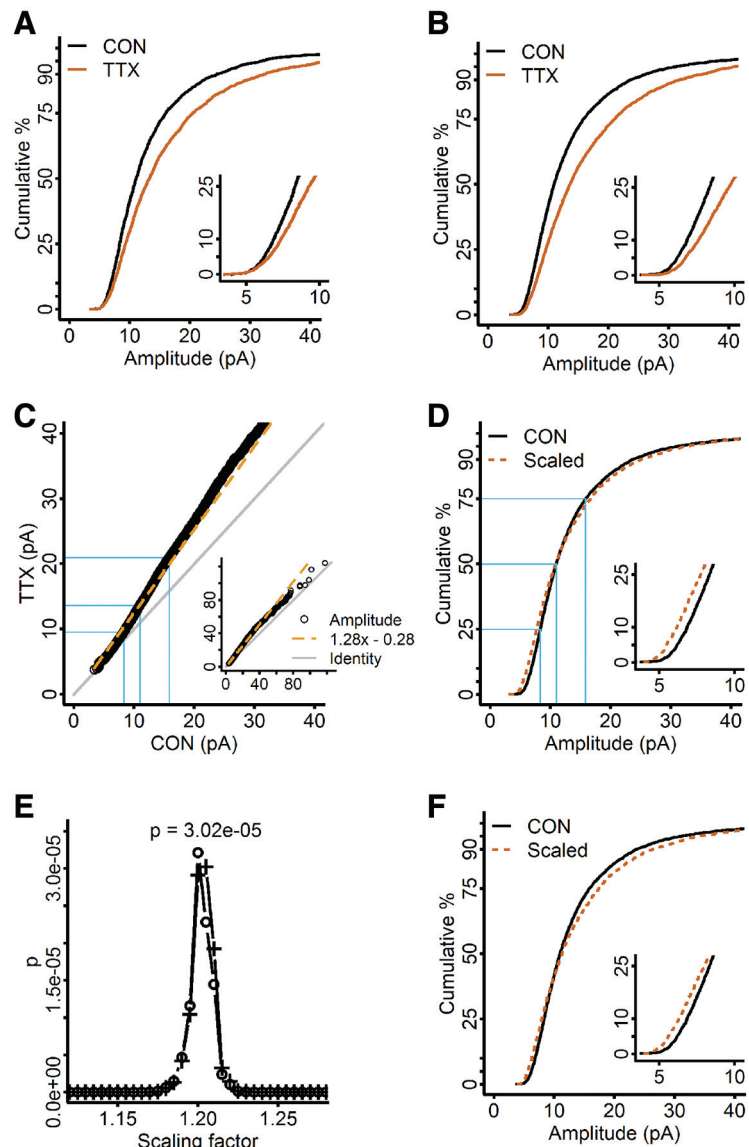 A
CON
TTX
Cumulative %
0 25 50 75 90
0 10 25
5 10
0 10 20 30 40
Amplitude (pA)
B
CON
TTX
Cumulative %
0 25 50 75 90
0 10 25
5 10
0 10 20 30 40
Amplitude (pA)
C
TTX (pA)
0 10 20 30 40
0 40 80
0 40 80
Amplitude
1.28x - 0.28
Identity
0 10 20 30 40
CON (pA)
D
CON
Scaled
Cumulative %
0 25 50 75 90
0 10 25
5 10
0 10 20 30 40
Amplitude (pA)
E
p = 3.02e-05
p
0.0e+00 1.5e-05 3.0e-05
1.15 1.20 1.25
Scaling factor
F
CON
Scaled
Cumulative %
0 25 50 75 90
0 10 25
5 10
0 10 20 30 40
Amplitude (pA)